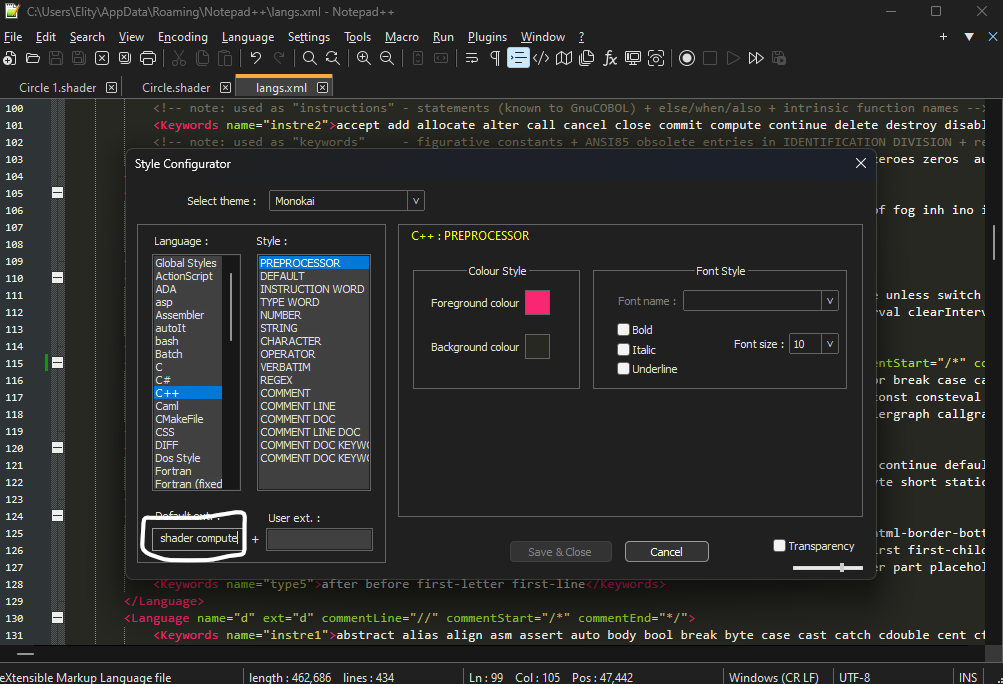 C:\Users\Elity\AppData\Roaming\Notepad++\langs.xml - Notepad++
File Edit Search View Encoding Language Settings Tools Macro Run Plugins Window ?
Circle 1.shader Circle.shader langs.xml
100 <!-- note: used as "instructions" - statements (known to GnuCOBOL) + else/when/also + intrinsic function names -->
101 <Keywords name="instre2">accept add allocate alter call cancel close commit compute continue delete destroy disabl
102 <!-- note: used as "keywords" - figurative constants + ANSI85 obsolete entries in IDENTIFICATION DIVISION + re
103 zeroes zeros au
104
105
106 f fog inh ino i
107
108
109
110
111 e unless switch
112 rval clearInterv
113
114
115 entStart="/*" co
116 or break case ca
117 const consteval
118 lergraph callgra
119
120
121 continue defaul
122 yte short static
123
124
125 html-border-bott
126 irst first-child
127 er part placehol
128 <Keywords name="type5">after before first-letter first-line</Keywords>
129 </Language>
130 <Language name="d" ext="d" commentLine="//" commentStart="/*" commentEnd="*/">
131 <Keywords name="instre1">abstract alias align asm assert auto body bool break byte case cast catch cdouble cent cf
Style Configurator
Select theme : Monokai
Language :
Global Styles
ActionScript
ADA
asp
Assembler
autoIt
bash
Batch
C
C#
C++
Caml
CMakeFile
CSS
DIFF
Dos Style
Fortran
Fortran (fixed
Style :
PREPROCESSOR
DEFAULT
INSTRUCTION WORD
TYPE WORD
NUMBER
STRING
CHARACTER
OPERATOR
VERBATIM
REGEX
COMMENT
COMMENT LINE
COMMENT DOC
COMMENT LINE DOC
COMMENT DOC KEYWO
COMMENT DOC KEYWO
Default ext. : User ext. :
shader compute +
C++ : PREPROCESSOR
Colour Style
Foreground colour
Background colour
Font Style
Font name :
Bold
Italic
Underline
Font size : 10
Save & Close Cancel Transparency
eXtensible Markup Language file length : 462,686 lines : 434 Ln : 99 Col : 105 Pos : 47,442 Windows (CR LF) UTF-8 INS